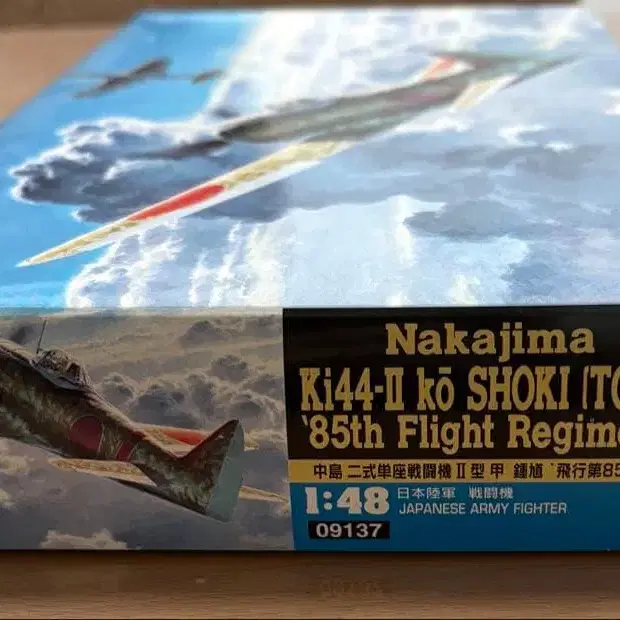 Nakajima
Ki44-II kō SHOKI (TO
'85th Flight Regime
中島 二式単座戦闘機 II型 甲 鍾馗 `飛行第85
1:48 日本陸軍 戦闘機
JAPANESE ARMY FIGHTER
09137